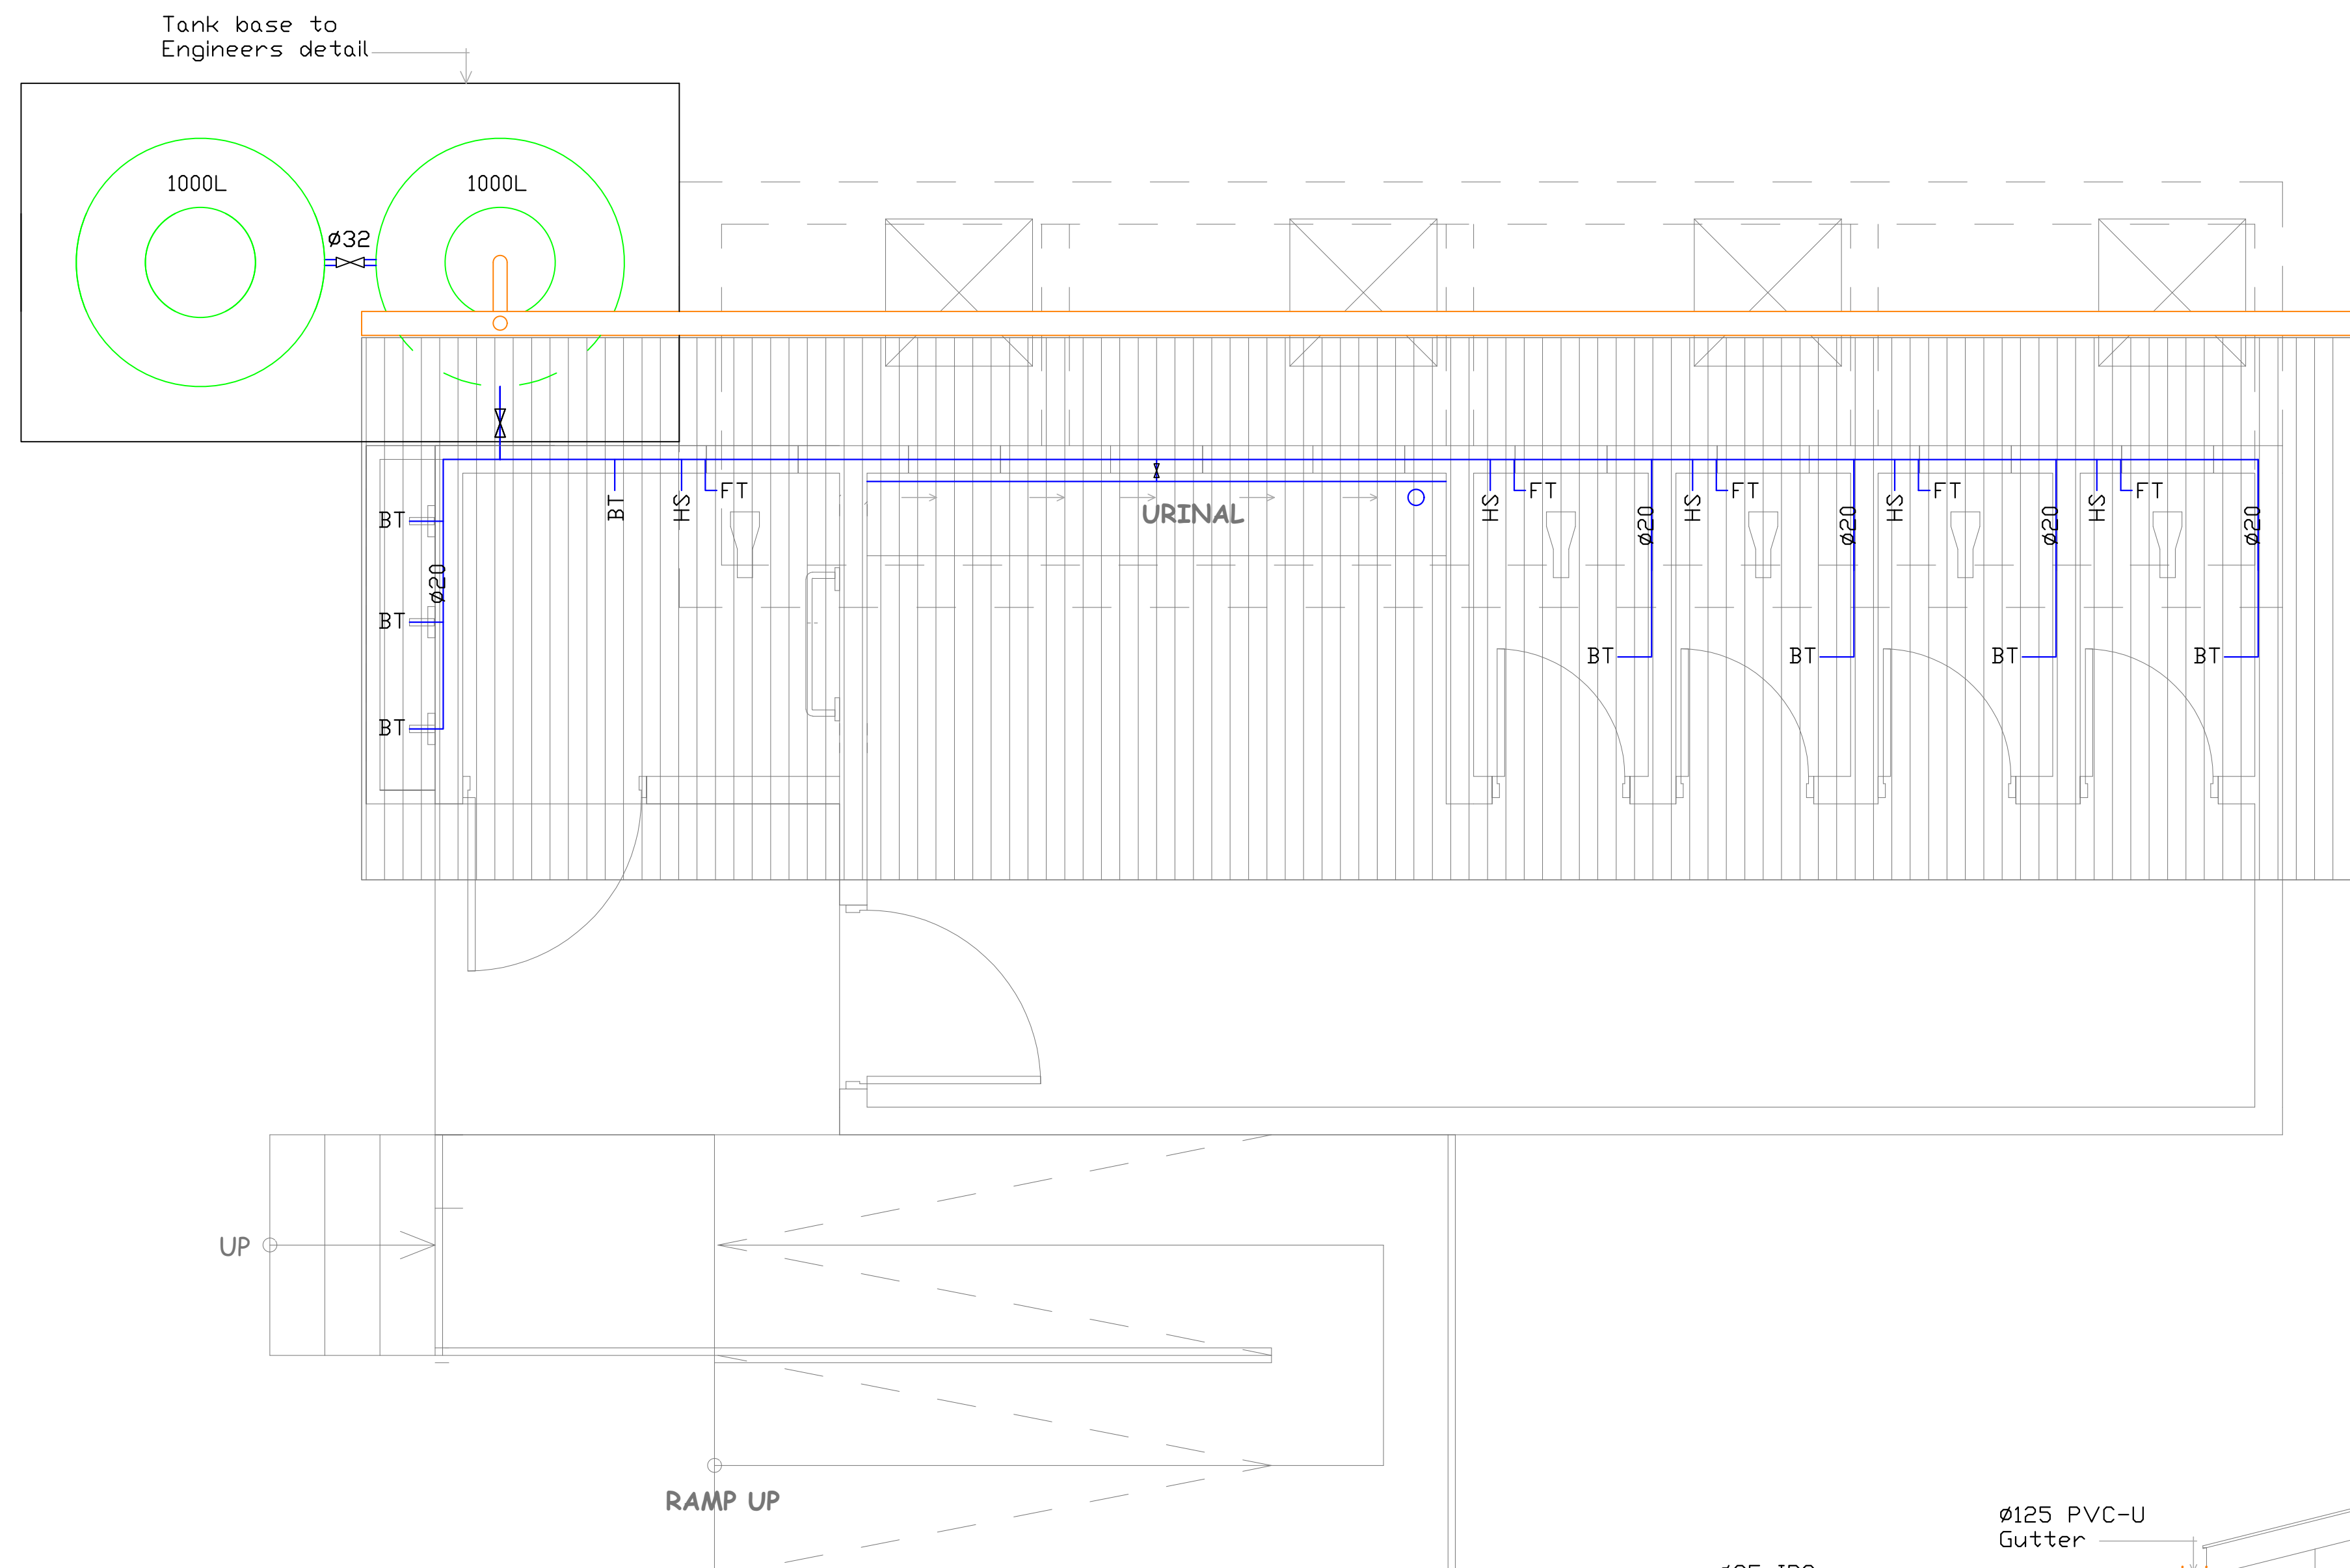 Tank base to
Engineers detail
1000L
1000L
ø32
BT
HS
FT
URINAL
HS
FT
ø20
HS
FT
ø20
HS
FT
ø20
HS
FT
ø20
BT
ø20
BT
BT
BT
BT
BT
BT
UP
RAMP UP
ø125 PVC-U
Gutter